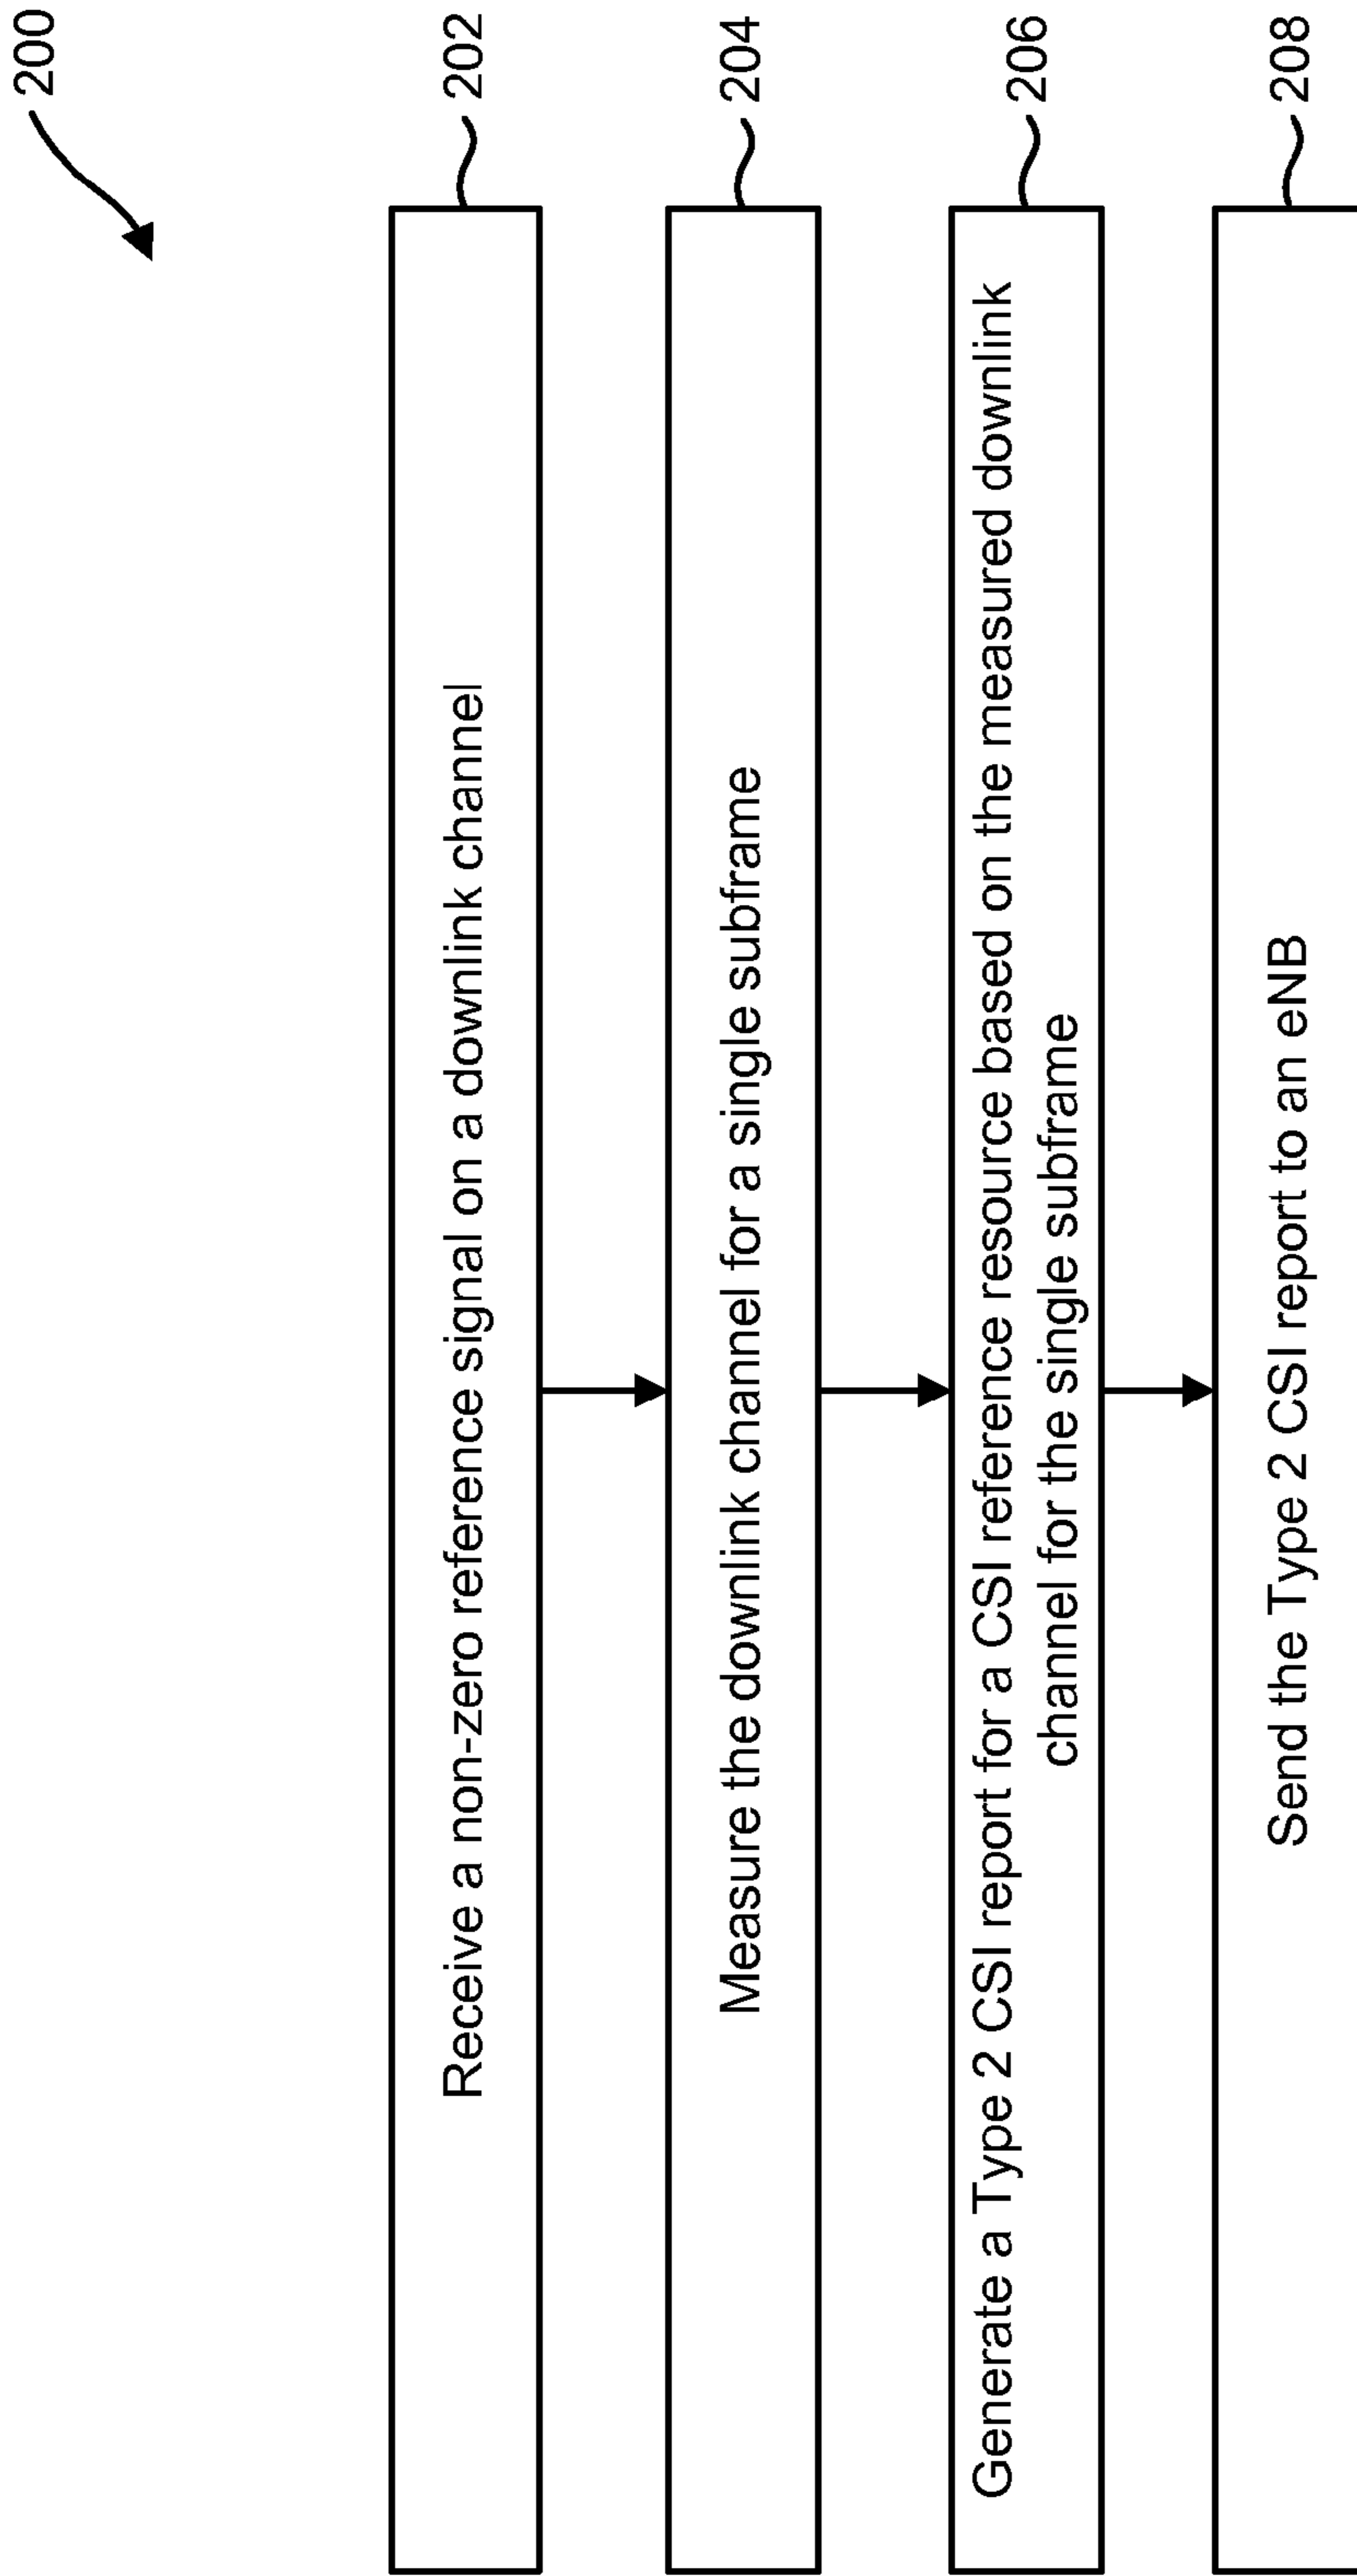 200
Receive a non-zero reference signal on a downlink channel
202
Measure the downlink channel for a single subframe
204
Generate a Type 2 CSI report for a CSI reference resource based on the measured downlink
channel for the single subframe
206
Send the Type 2 CSI report to an eNB
208